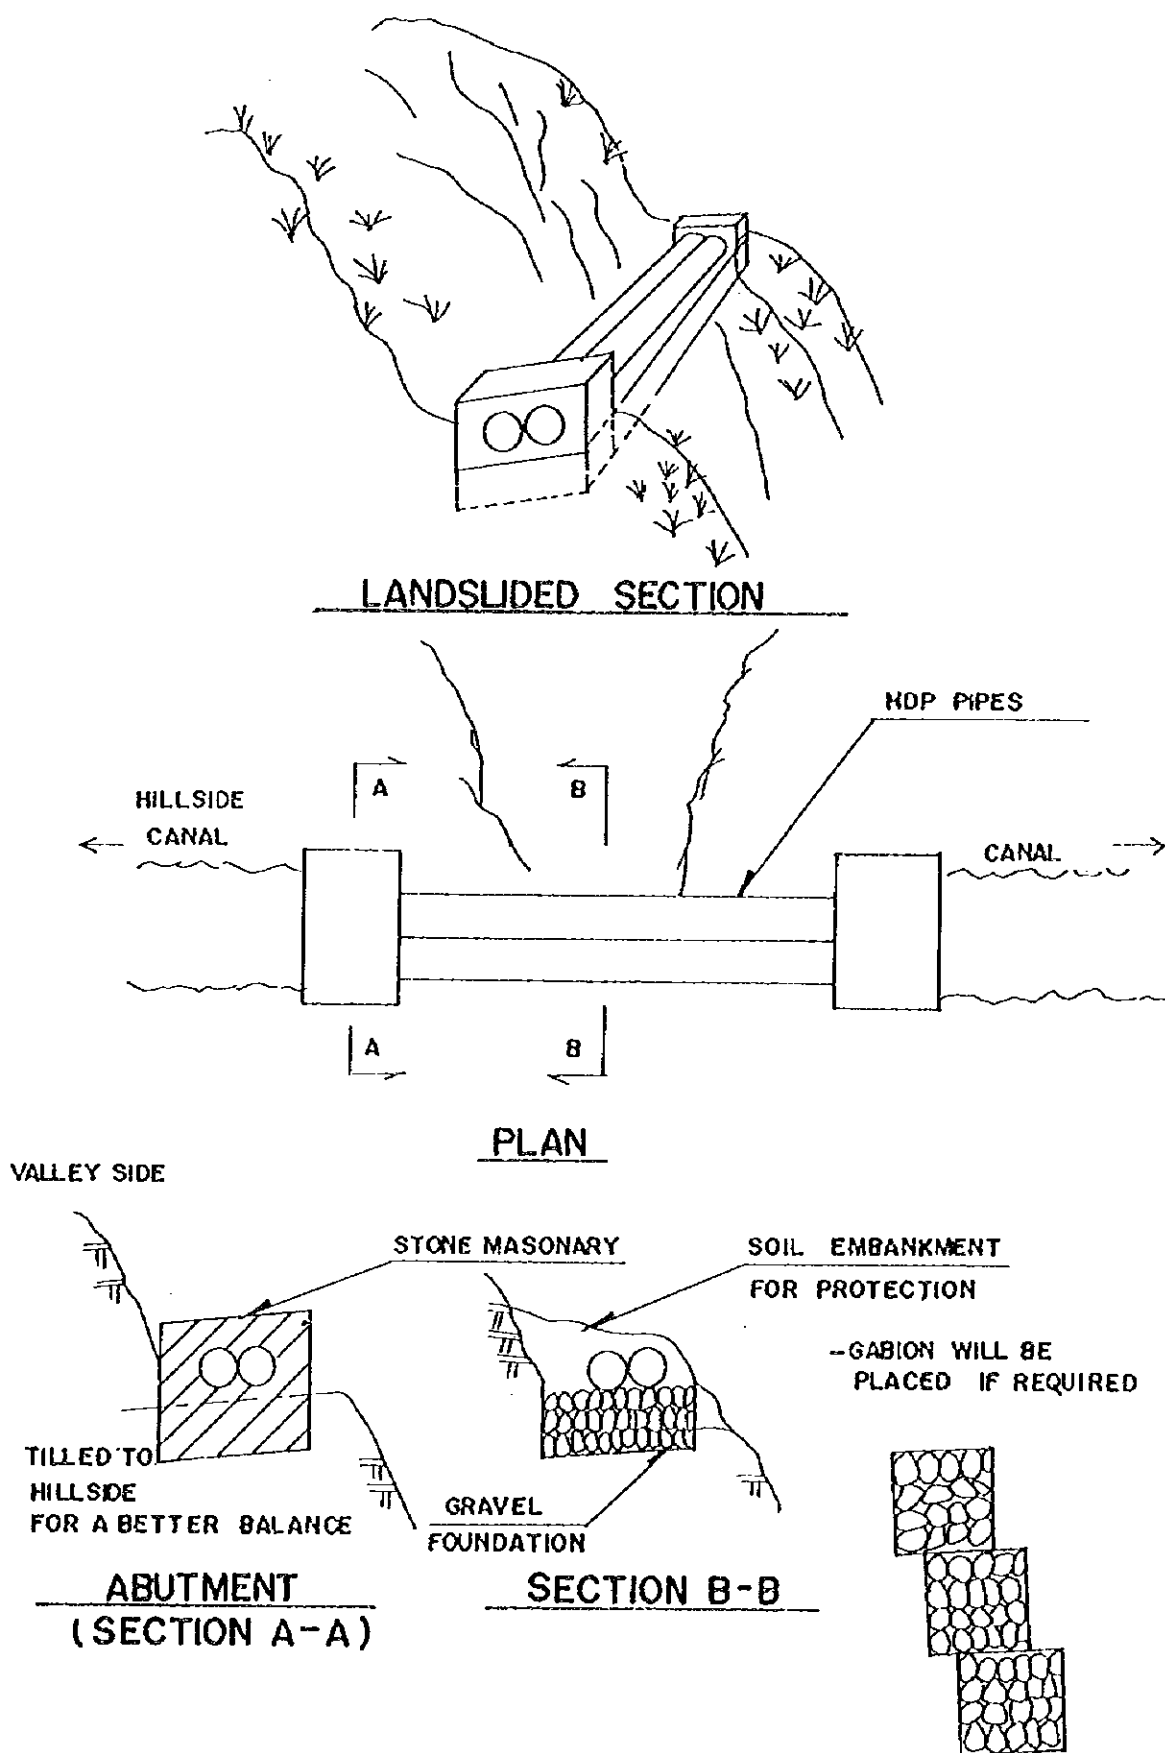 LANDSLIDED SECTION
HDP PIPES
A
B
HILLSIDE
CANAL
CANAL
A
B
PLAN
VALLEY SIDE
STONE MASONARY
SOIL EMBANKMENT
FOR PROTECTION
-GABION WILL BE
PLACED IF REQUIRED
TILLED TO
HILLSIDE
FOR A BETTER BALANCE
GRAVEL
FOUNDATION
ABUTMENT
(SECTION A-A)
SECTION B-B